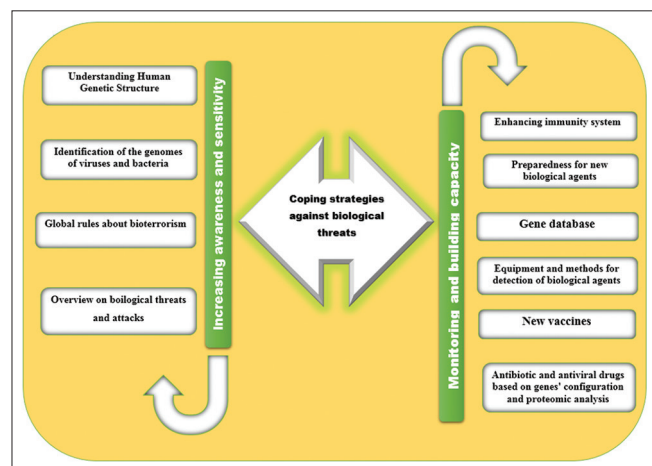 Understanding Human
Genetic Structure
Identification of the genomes
of viruses and bacteria
Global rules about bioterrorism
Overview on boilogical threats
and attacks
Increasing awareness and sensitivity
Coping strategies
against biological
threats
Monitoring and building capacity
Enhancing immunity system
Preparedness for new
biological agents
Gene database
Equipment and methods for
detection of biological agents
New vaccines
Antibiotic and antiviral drugs
based on genes' configuration
and proteomic analysis